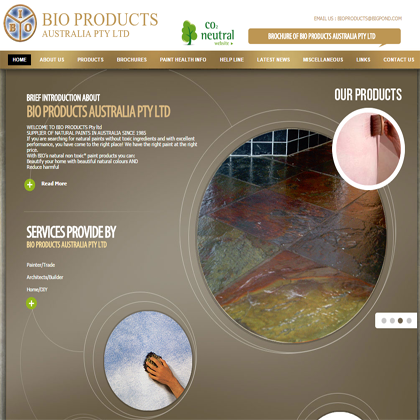 BIO PRODUCTS
AUSTRALIA PTY LTD
CO2
neutral
website
EMAIL US : BIOPRODUCTS@BIGPOND.COM
BROCHURE OF BIO PRODUCTS AUSTRALIA PTY LTD
HOME ABOUT US PRODUCTS BROCHURES PAINT HEALTH INFO HELP LINE LATEST NEWS MISCELLANEOUS LINKS CONTACT US
BRIEF INTRODUCTION ABOUT
BIO PRODUCTS AUSTRALIA PTY LTD
WELCOME TO BIO PRODUCTS Pty ltd
SUPPLIER OF NATURAL PAINTS IN AUSTRALIA SINCE 1985
If you are searching for natural paints without toxic ingredients and with excellent
performance, you have come to the right place! We have the right paint at the right
price.
With BIO's natural non toxic* paint products you can:
Beautify your home with beautiful natural colours AND
Reduce harmful
Read More
OUR PRODUCTS
SERVICES PROVIDE BY
BIO PRODUCTS AUSTRALIA PTY LTD
Painter/Trade
Architects/Builder
Home/DIY